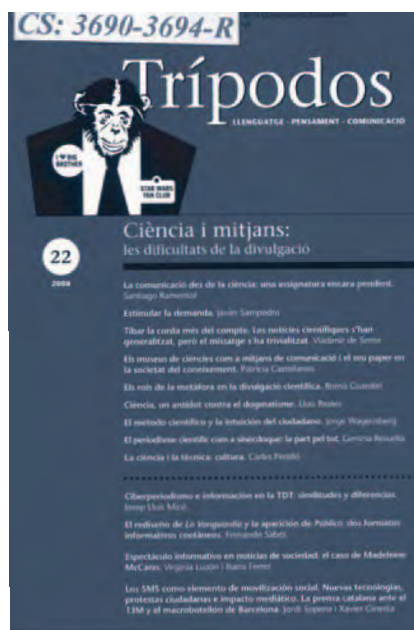 CS: 3690-3694-R
Trípodos
LLENGUATGE · PENSAMENT · COMUNICACIÓ
I ♥ BIG
BROTHER
STAR WARS
FAN CLUB
Ciència i mitjans:
les dificultats de la divulgació
22
2008
La comunicació des de la ciència: una assignatura encara pendent.
Santiago Ramentol
Estimular la demanda. Javier Sampedro
Tibar la corda més del compte. Les notícies científiques s'han
generalitzat, però el missatge s'ha trivialitzat. Vladimir de Semir
Els museus de ciències com a mitjans de comunicació i el seu paper en
la societat del coneixement. Patrícia Castellanos
Els rols de la metàfora en la divulgació científica.
Ciència, un antídot contra el dogmatisme. Lluís Reales
El método científico y la intuición del ciudadano. Jorge Wagensberg
El periodisme científic com a sinècdoque: la part pel tot. Gemma Revuelta
La ciència i la tècnica: cultura. Carles
Ciberperiodismo e información en la TDT: similitudes y diferencias.
Josep Lluís Micó
El rediseño de La Vanguardia y la aparición de Público, dos formatos
informativos coetáneos. Fernando Sabés
Espectáculo informativo en noticias de sociedad: el caso de Madeleine
McCann. Virginia Luzón i Iliana Ferrer
Los SMS como elemento de movilización social. Nuevas tecnologías,
protestas ciudadanas e impacto mediático. La prensa catalana ante el
13M y el macrobotellón de Barcelona. Jordi Sopena i Xavier Ginesta